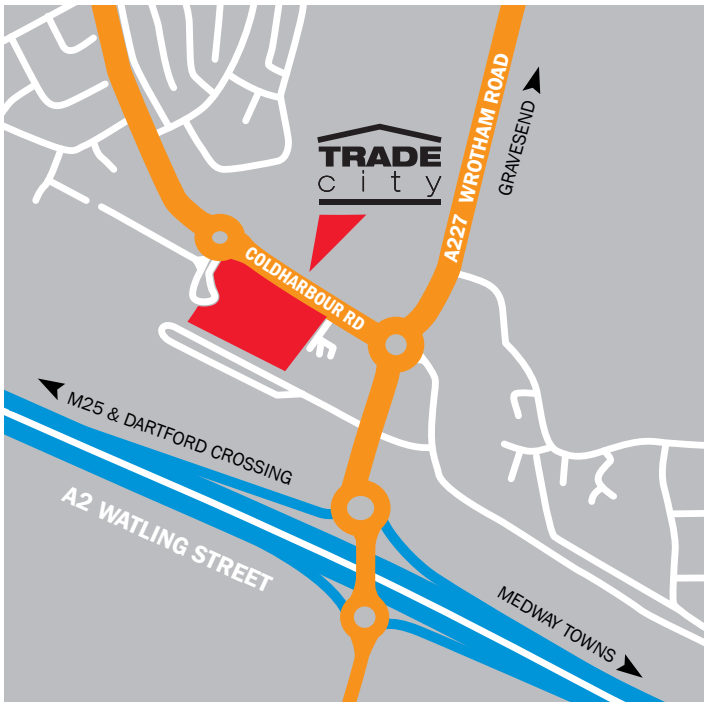 TRADE
city
A227 WROTHAM ROAD
GRAVESEND
COLDHARBOUR RD
M25 & DARTFORD CROSSING
A2 WATLING STREET
MEDWAY TOWNS